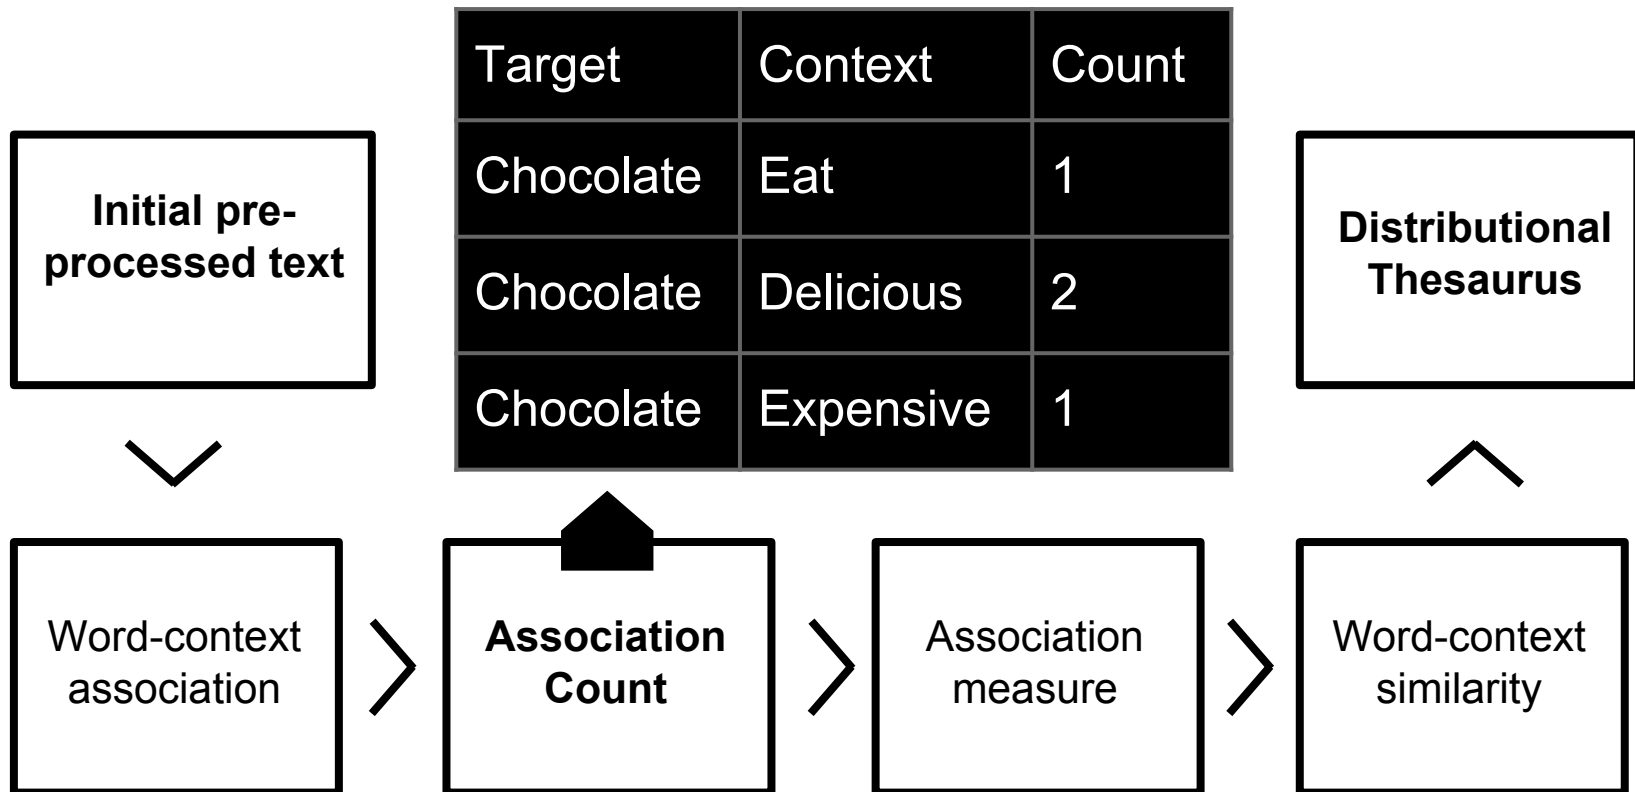 Target Context Count
Chocolate Eat 1
Chocolate Delicious 2
Chocolate Expensive 1
Initial pre-
processed text
Distributional
Thesaurus
Word-context
association
Association
Count
Association
measure
Word-context
similarity